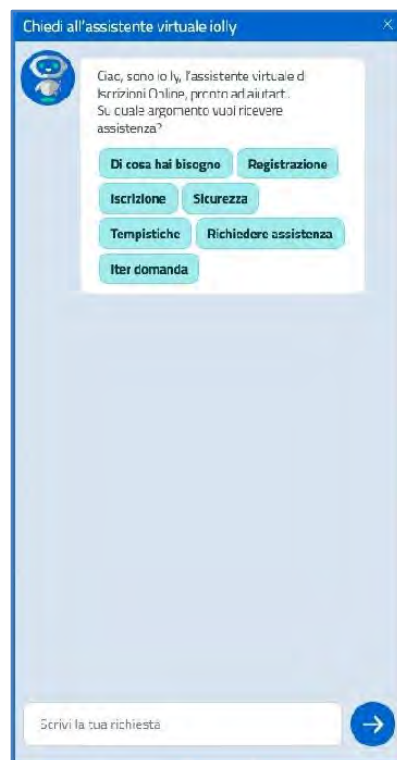 Chiedi all'assistente virtuale iolly
Ciao, sono iolly, l'assistente virtuale di
Iscrizioni Online, pronto ad aiutarti.
Su quale argomento vuoi ricevere
assistenza?
Di cosa hai bisogno Registrazione
Iscrizione Sicurezza
Tempistiche Richiedere assistenza
Iter domanda
Scrivi la tua richiesta